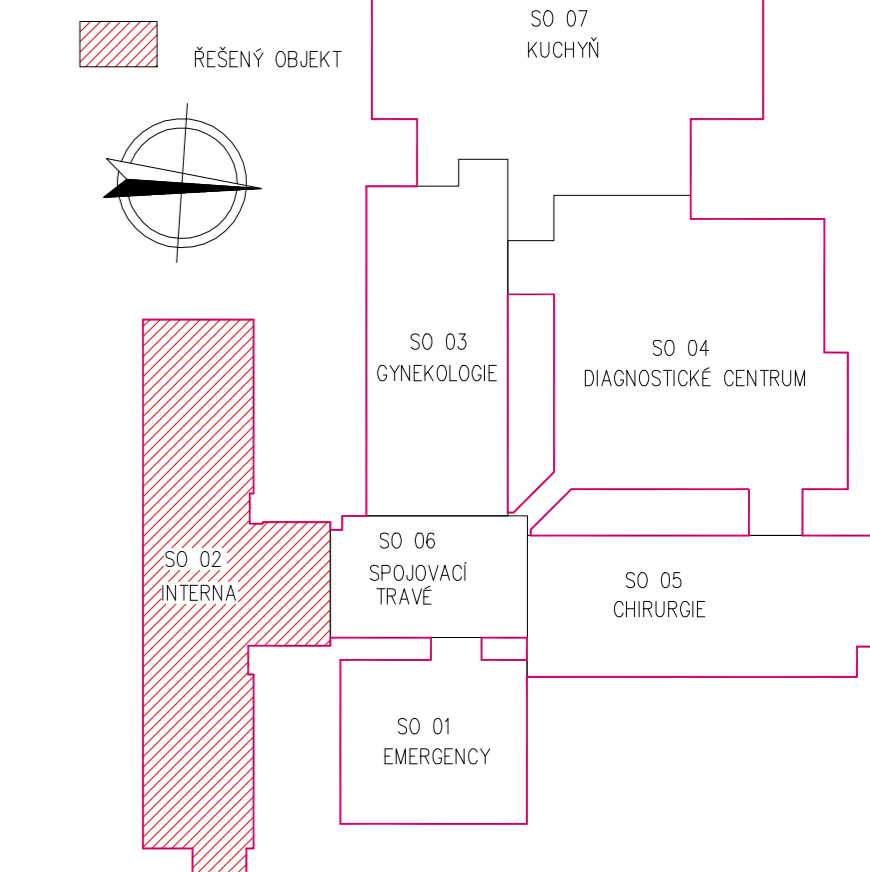 SO 07
KUCHYŇ
ŘEŠENÝ OBJEKT
SO 03
GYNEKOLOGIE
SO 04
DIAGNOSTICKÉ CENTRUM
SO 06
SPOJOVACÍ
TRAVÉ
SO 02
INTERNA
SO 05
CHIRURGIE
SO 01
EMERGENCY